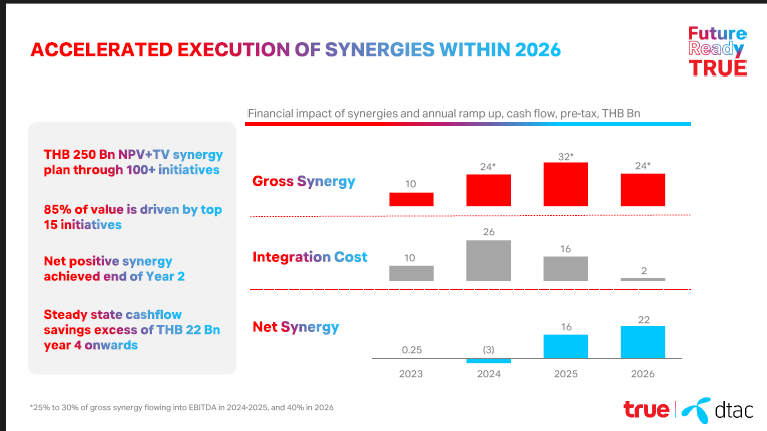 ACCELERATED EXECUTION OF SYNERGIES WITHIN 2026
Future
Ready
TRUE
Financial impact of synergies and annual ramp up, cash flow, pre-tax, THB Bn
THB 250 Bn NPV+TV synergy
plan through 100+ initiatives
85% of value is driven by top
15 initiatives
Net positive synergy
achieved end of Year 2
Steady state cashflow
savings excess of THB 22 Bn
year 4 onwards
Gross Synergy
10
24*
32*
24*
Integration Cost
10
26
16
2
Net Synergy
0.25
(3)
16
22
2023
2024
2025
2026
*25% to 30% of gross synergy flowing into EBITDA in 2024-2025, and 40% in 2026
true
dtac